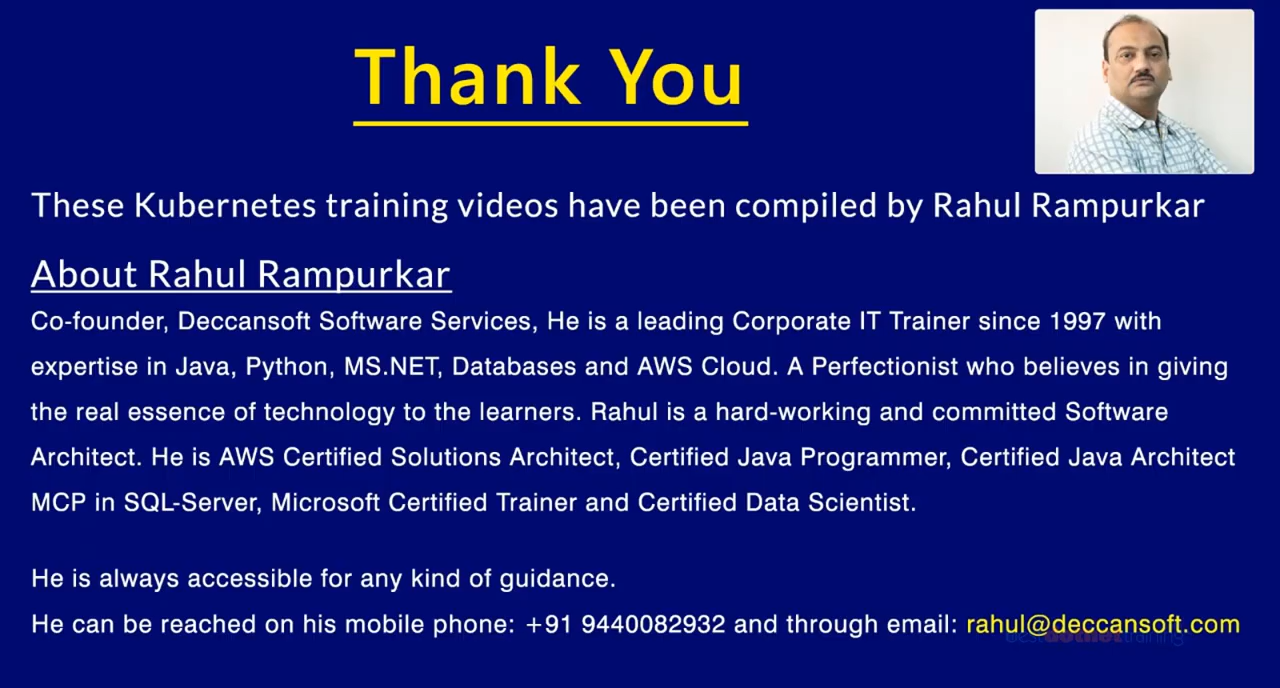 Thank You
These Kubernetes training videos have been compiled by Rahul Rampurkar
About Rahul Rampurkar
Co-founder, Deccansoft Software Services, He is a leading Corporate IT Trainer since 1997 with
expertise in Java, Python, MS.NET, Databases and AWS Cloud. A Perfectionist who believes in giving
the real essence of technology to the learners. Rahul is a hard-working and committed Software
Architect. He is AWS Certified Solutions Architect, Certified Java Programmer, Certified Java Architect
MCP in SQL-Server, Microsoft Certified Trainer and Certified Data Scientist.
He is always accessible for any kind of guidance.
He can be reached on his mobile phone: +91 9440082932 and through email: rahul@deccansoft.com
bestdotnettraining